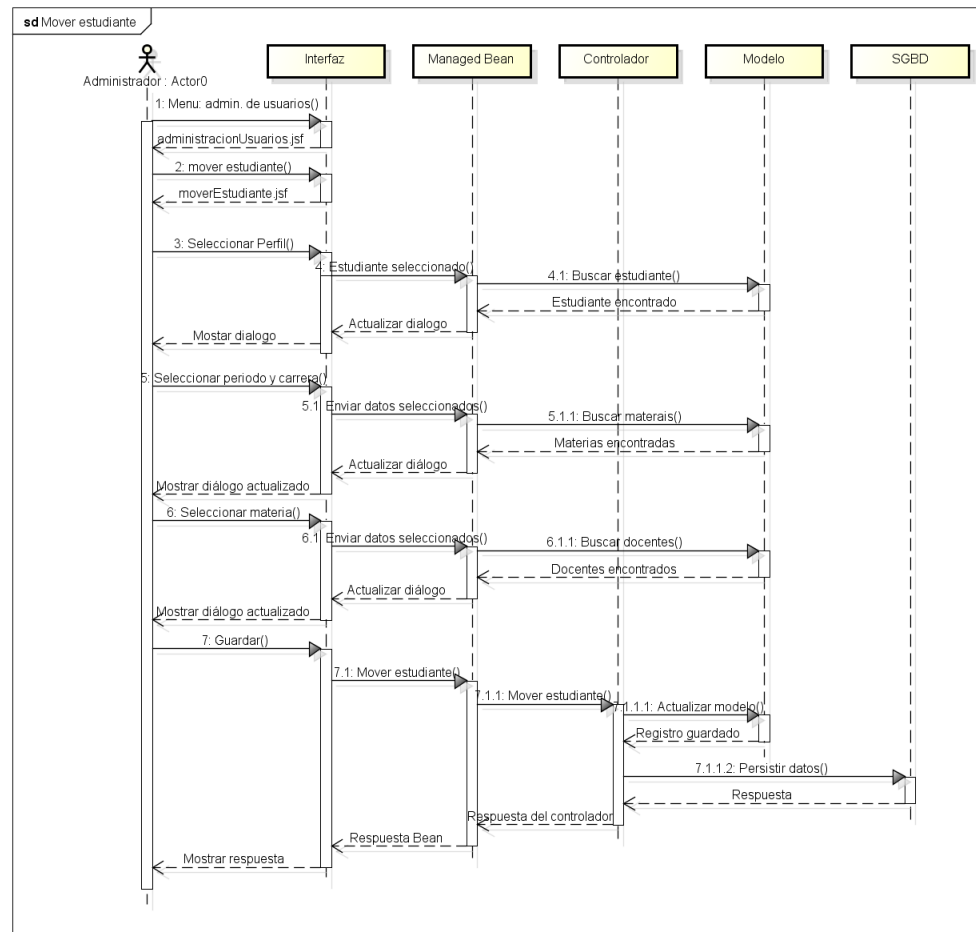 sd Mover estudiante
Interfaz
Managed Bean
Controlador
Modelo
SGBD
Administrador : Actor0
1: Menu: admin. de usuarios()
administracionUsuarios.jsf
2: mover estudiante()
moverEstudiante.jsf
3: Seleccionar Perfil()
4: Estudiante seleccionado()
4.1: Buscar estudiante()
Estudiante encontrado
Actualizar dialogo
Mostar dialogo
5: Seleccionar periodo y carrera()
5.1: Enviar datos seleccionados()
5.1.1: Buscar materais()
Materias encontradas
Actualizar diálogo
Mostrar diálogo actualizado
6: Seleccionar materia()
6.1: Enviar datos seleccionados()
6.1.1: Buscar docentes()
Docentes encontrados
Actualizar diálogo
Mostrar diálogo actualizado
7: Guardar()
7.1: Mover estudiante()
7.1.1: Mover estudiante()
7.1.1.1: Actualizar modelo()
Registro guardado
7.1.1.2: Persistir datos()
Respuesta
Respuesta del controlador
Respuesta Bean
Mostrar respuesta